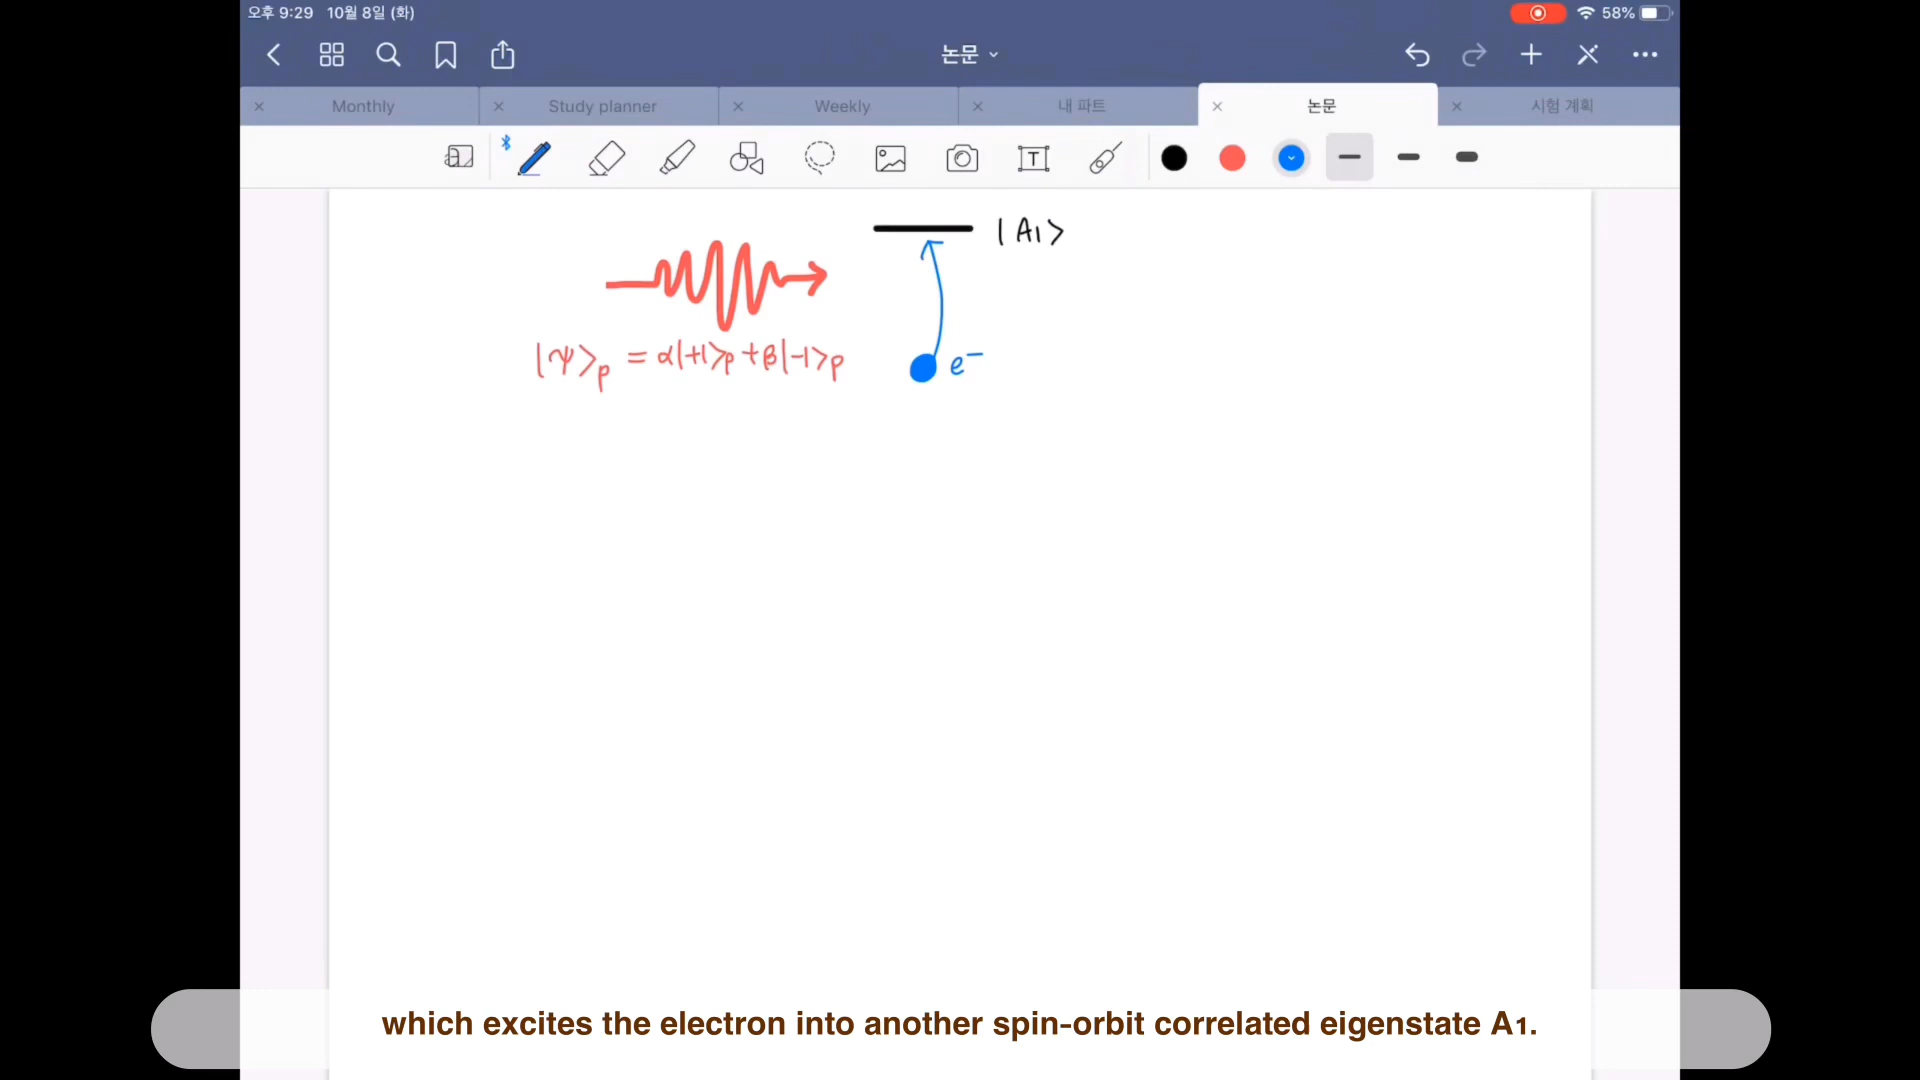 오후 9:29 10월 8일 (화)
58%
논문
Monthly
Study planner
Weekly
내 파트
논문
시험 계획
|A1>
|ψ>p = α|+1>p+β|-1>p
e-
which excites the electron into another spin-orbit correlated eigenstate A1.